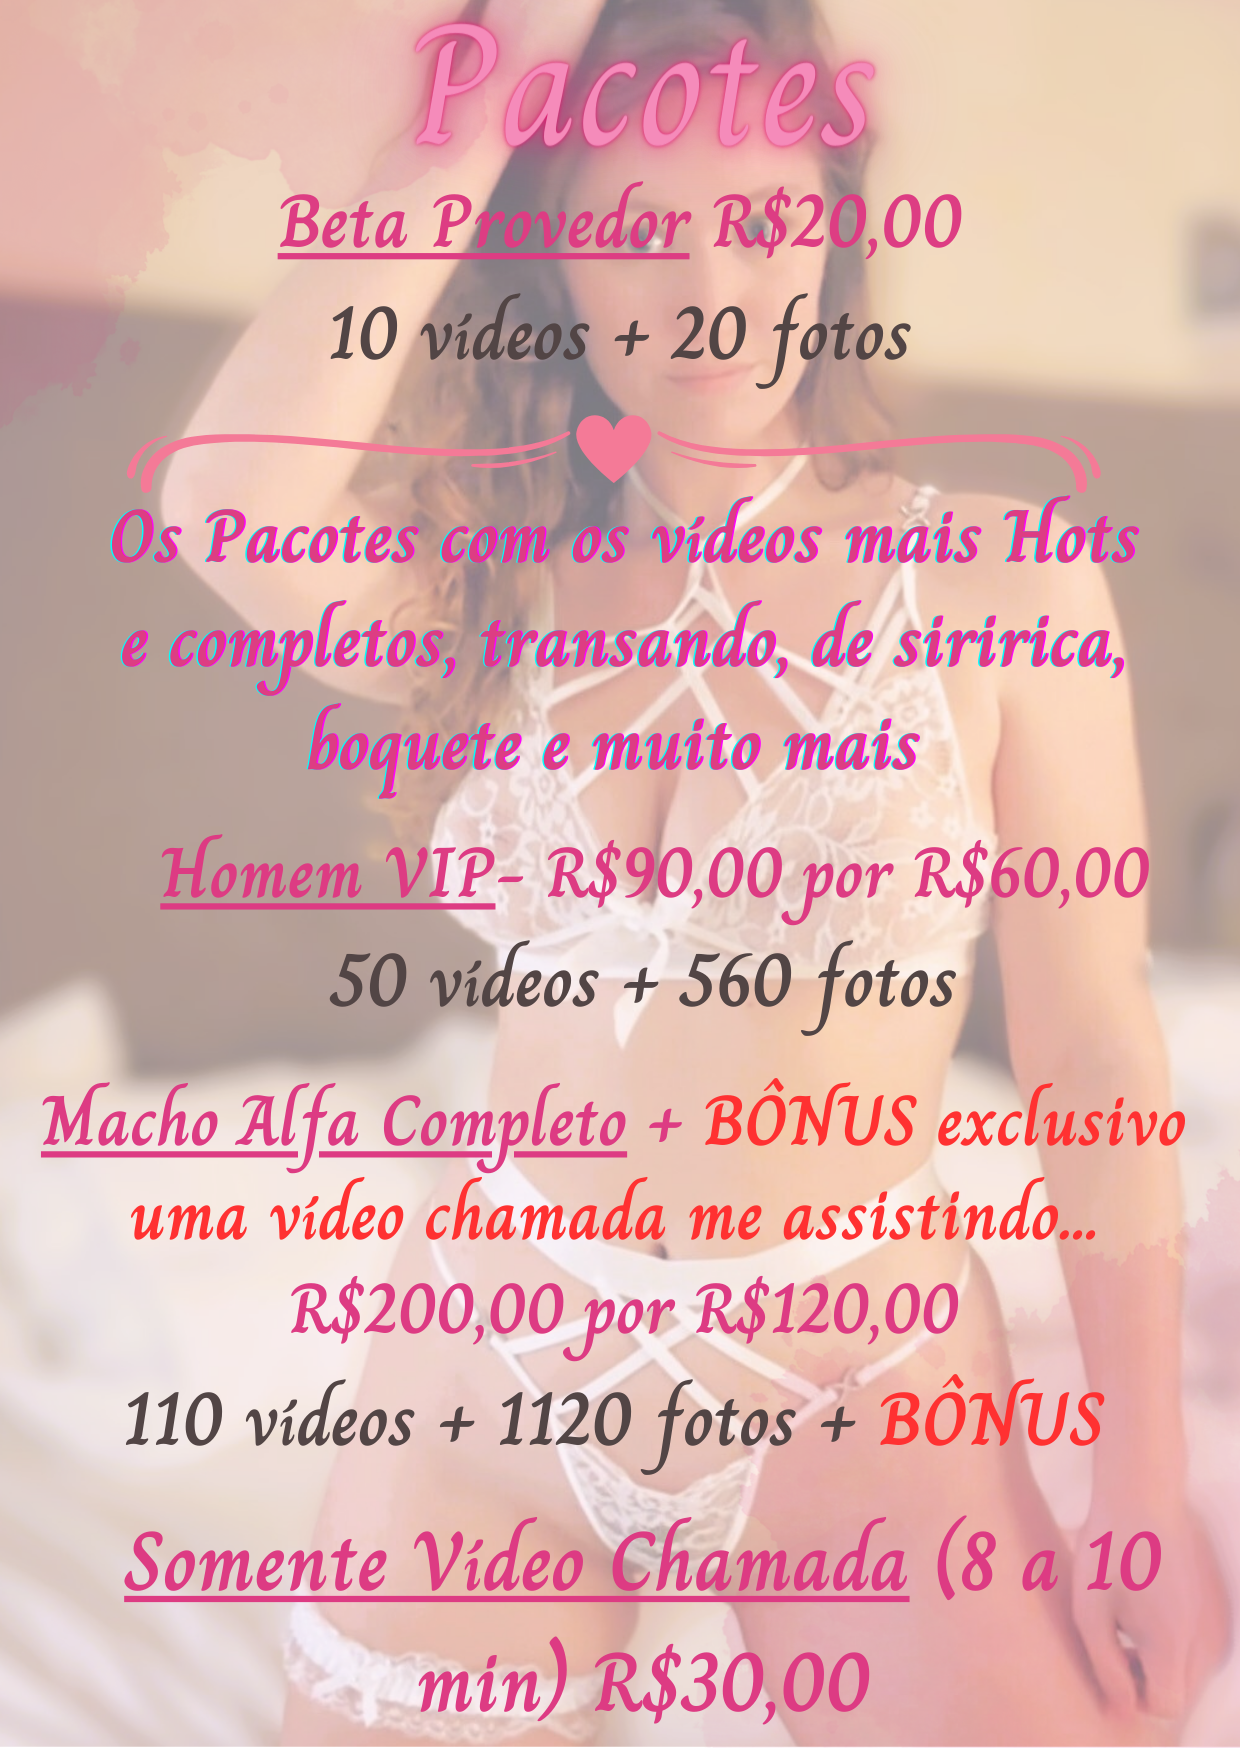 Pacotes
Beta Provedor R$20,00
10 vídeos + 20 fotos
Os Pacotes com os vídeos mais Hots
e completos, transando, de siririca,
boquete e muito mais
Homem VIP- R$90,00 por R$60,00
50 vídeos + 560 fotos
Macho Alfa Completo + BÔNUS exclusivo
uma vídeo chamada me assistindo...
R$200,00 por R$120,00
110 vídeos + 1120 fotos + BÔNUS
Somente Vídeo Chamada (8 a 10
min) R$30,00